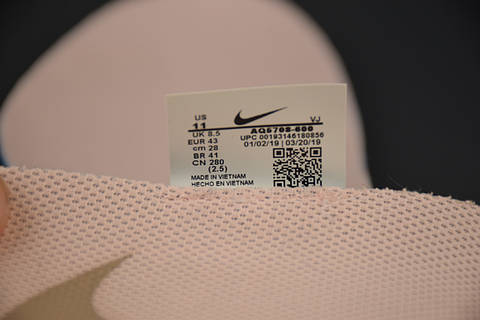 US VJ
11 AQ5708-600
UK 8.5 UPC 00193146180856
EUR 43 01/02/19 | 03/20/19
cm 28
BR 41
CN 280
(2.5)
MADE IN VIETNAM
HECHO EN VIETNAM